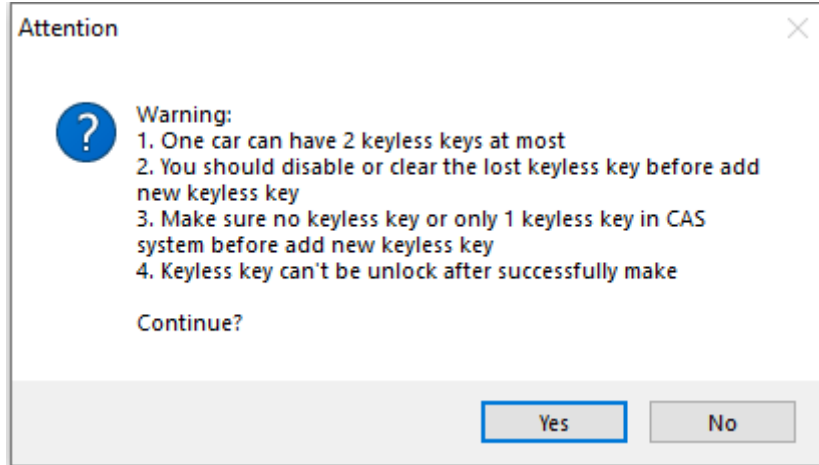 Attention
?
Warning:
1. One car can have 2 keyless keys at most
2. You should disable or clear the lost keyless key before add
new keyless key
3. Make sure no keyless key or only 1 keyless key in CAS
system before add new keyless key
4. Keyless key can't be unlock after successfully make
Continue?
Yes
No